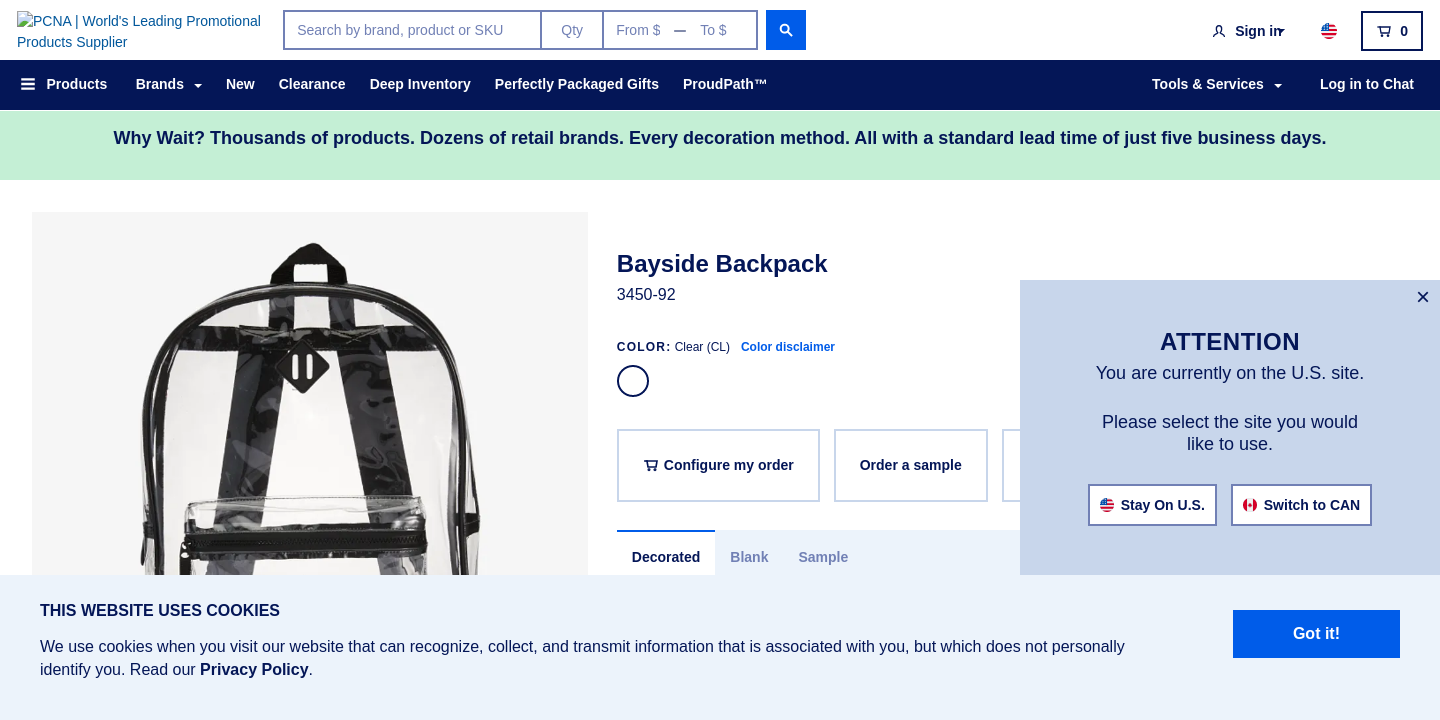 PCNA | World's Leading Promotional
Products Supplier
Search by brand, product or SKU
Qty
From $ — To $
Sign in
0
Products
Brands
New
Clearance
Deep Inventory
Perfectly Packaged Gifts
ProudPath™
Tools & Services
Log in to Chat
Why Wait? Thousands of products. Dozens of retail brands. Every decoration method. All with a standard lead time of just five business days.
Bayside Backpack
3450-92
COLOR: Clear (CL) Color disclaimer
Configure my order
Order a sample
Decorated
Blank
Sample
×
ATTENTION
You are currently on the U.S. site.
Please select the site you would
like to use.
Stay On U.S.
Switch to CAN
THIS WEBSITE USES COOKIES
We use cookies when you visit our website that can recognize, collect, and transmit information that is associated with you, but which does not personally
identify you. Read our Privacy Policy.
Got it!